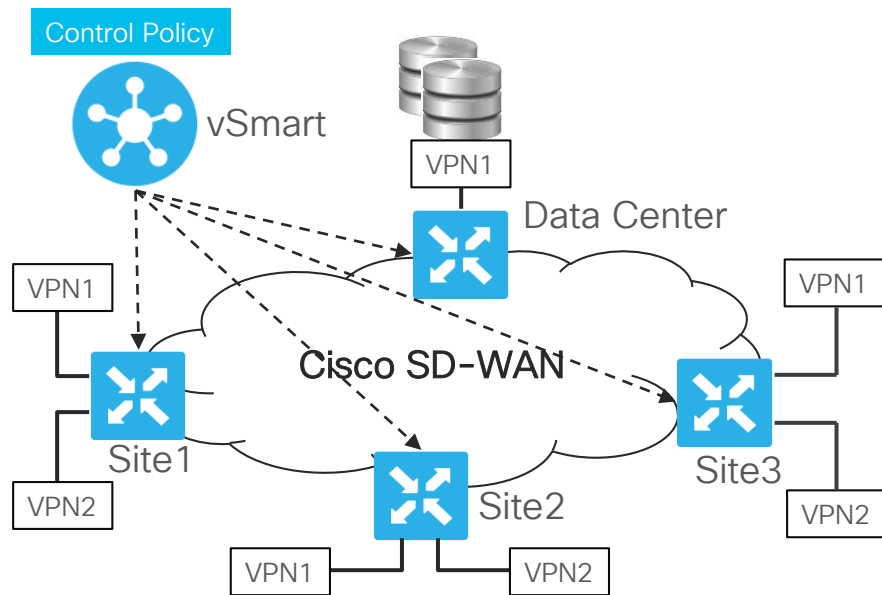 Control Policy
vSmart
VPN1
Data Center
VPN1
VPN1
Cisco SD-WAN
Site1
Site3
VPN2
Site2
VPN2
VPN1
VPN2